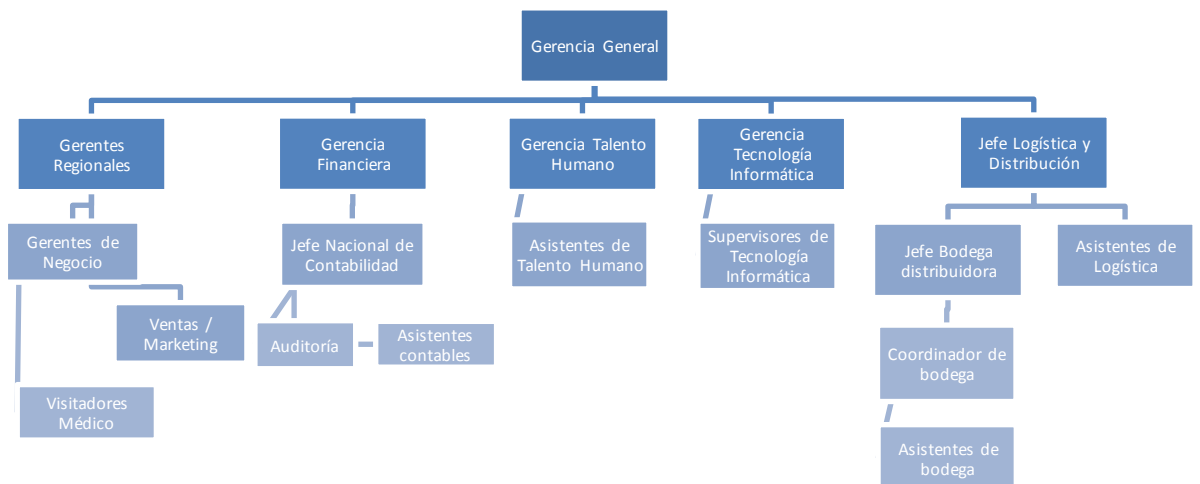 Gerencia General
Gerentes
Regionales
Gerencia
Financiera
Gerencia Talento
Humano
Gerencia
Tecnología
Informática
Jefe Logística y
Distribución
Gerentes de
Negocio
Jefe Nacional de
Contabilidad
Asistentes de
Talento Humano
Supervisores de
Tecnología
Informática
Jefe Bodega
distribuidora
Asistentes de
Logística
Ventas /
Marketing
Auditoría
Asistentes
contables
Coordinador de
bodega
Visitadores
Médico
Asistentes de
bodega